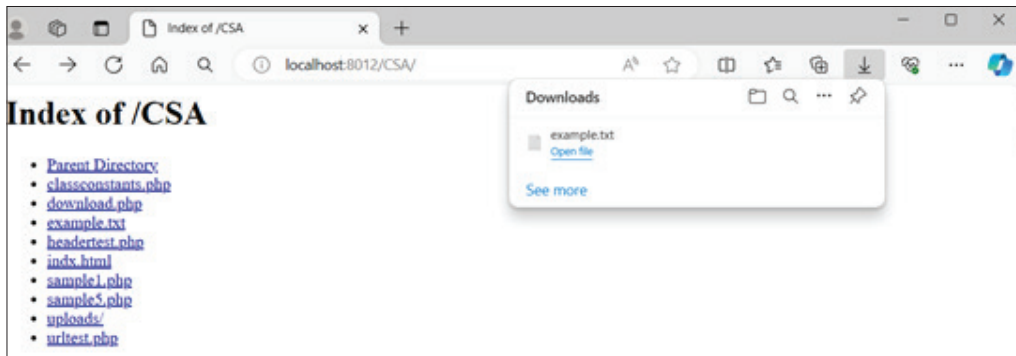 Index of /CSA
localhost:8012/CSA/
Downloads
example.txt
Open file
See more
Index of /CSA
Parent Directory
classconstants.php
download.php
example.txt
headertest.php
indx.html
sample1.php
sample5.php
uploads/
urltest.php